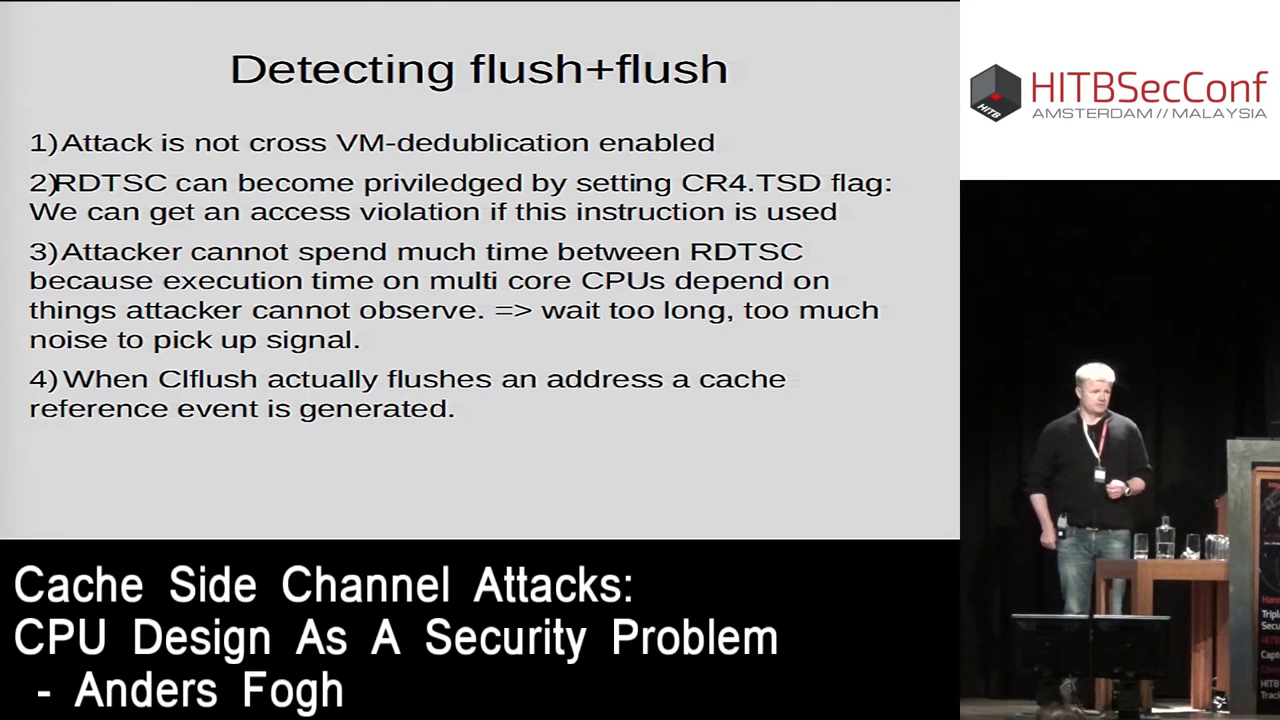 Detecting flush+flush
1)Attack is not cross VM-dedublication enabled
2)RDTSC can become priviledged by setting CR4.TSD flag:
We can get an access violation if this instruction is used
3)Attacker cannot spend much time between RDTSC
because execution time on multi core CPUs depend on
things attacker cannot observe. => wait too long, too much
noise to pick up signal.
4)When Clflush actually flushes an address a cache
reference event is generated.
HITB
HITBSecConf
AMSTERDAM // MALAYSIA
Cache Side Channel Attacks:
CPU Design As A Security Problem
- Anders Fogh